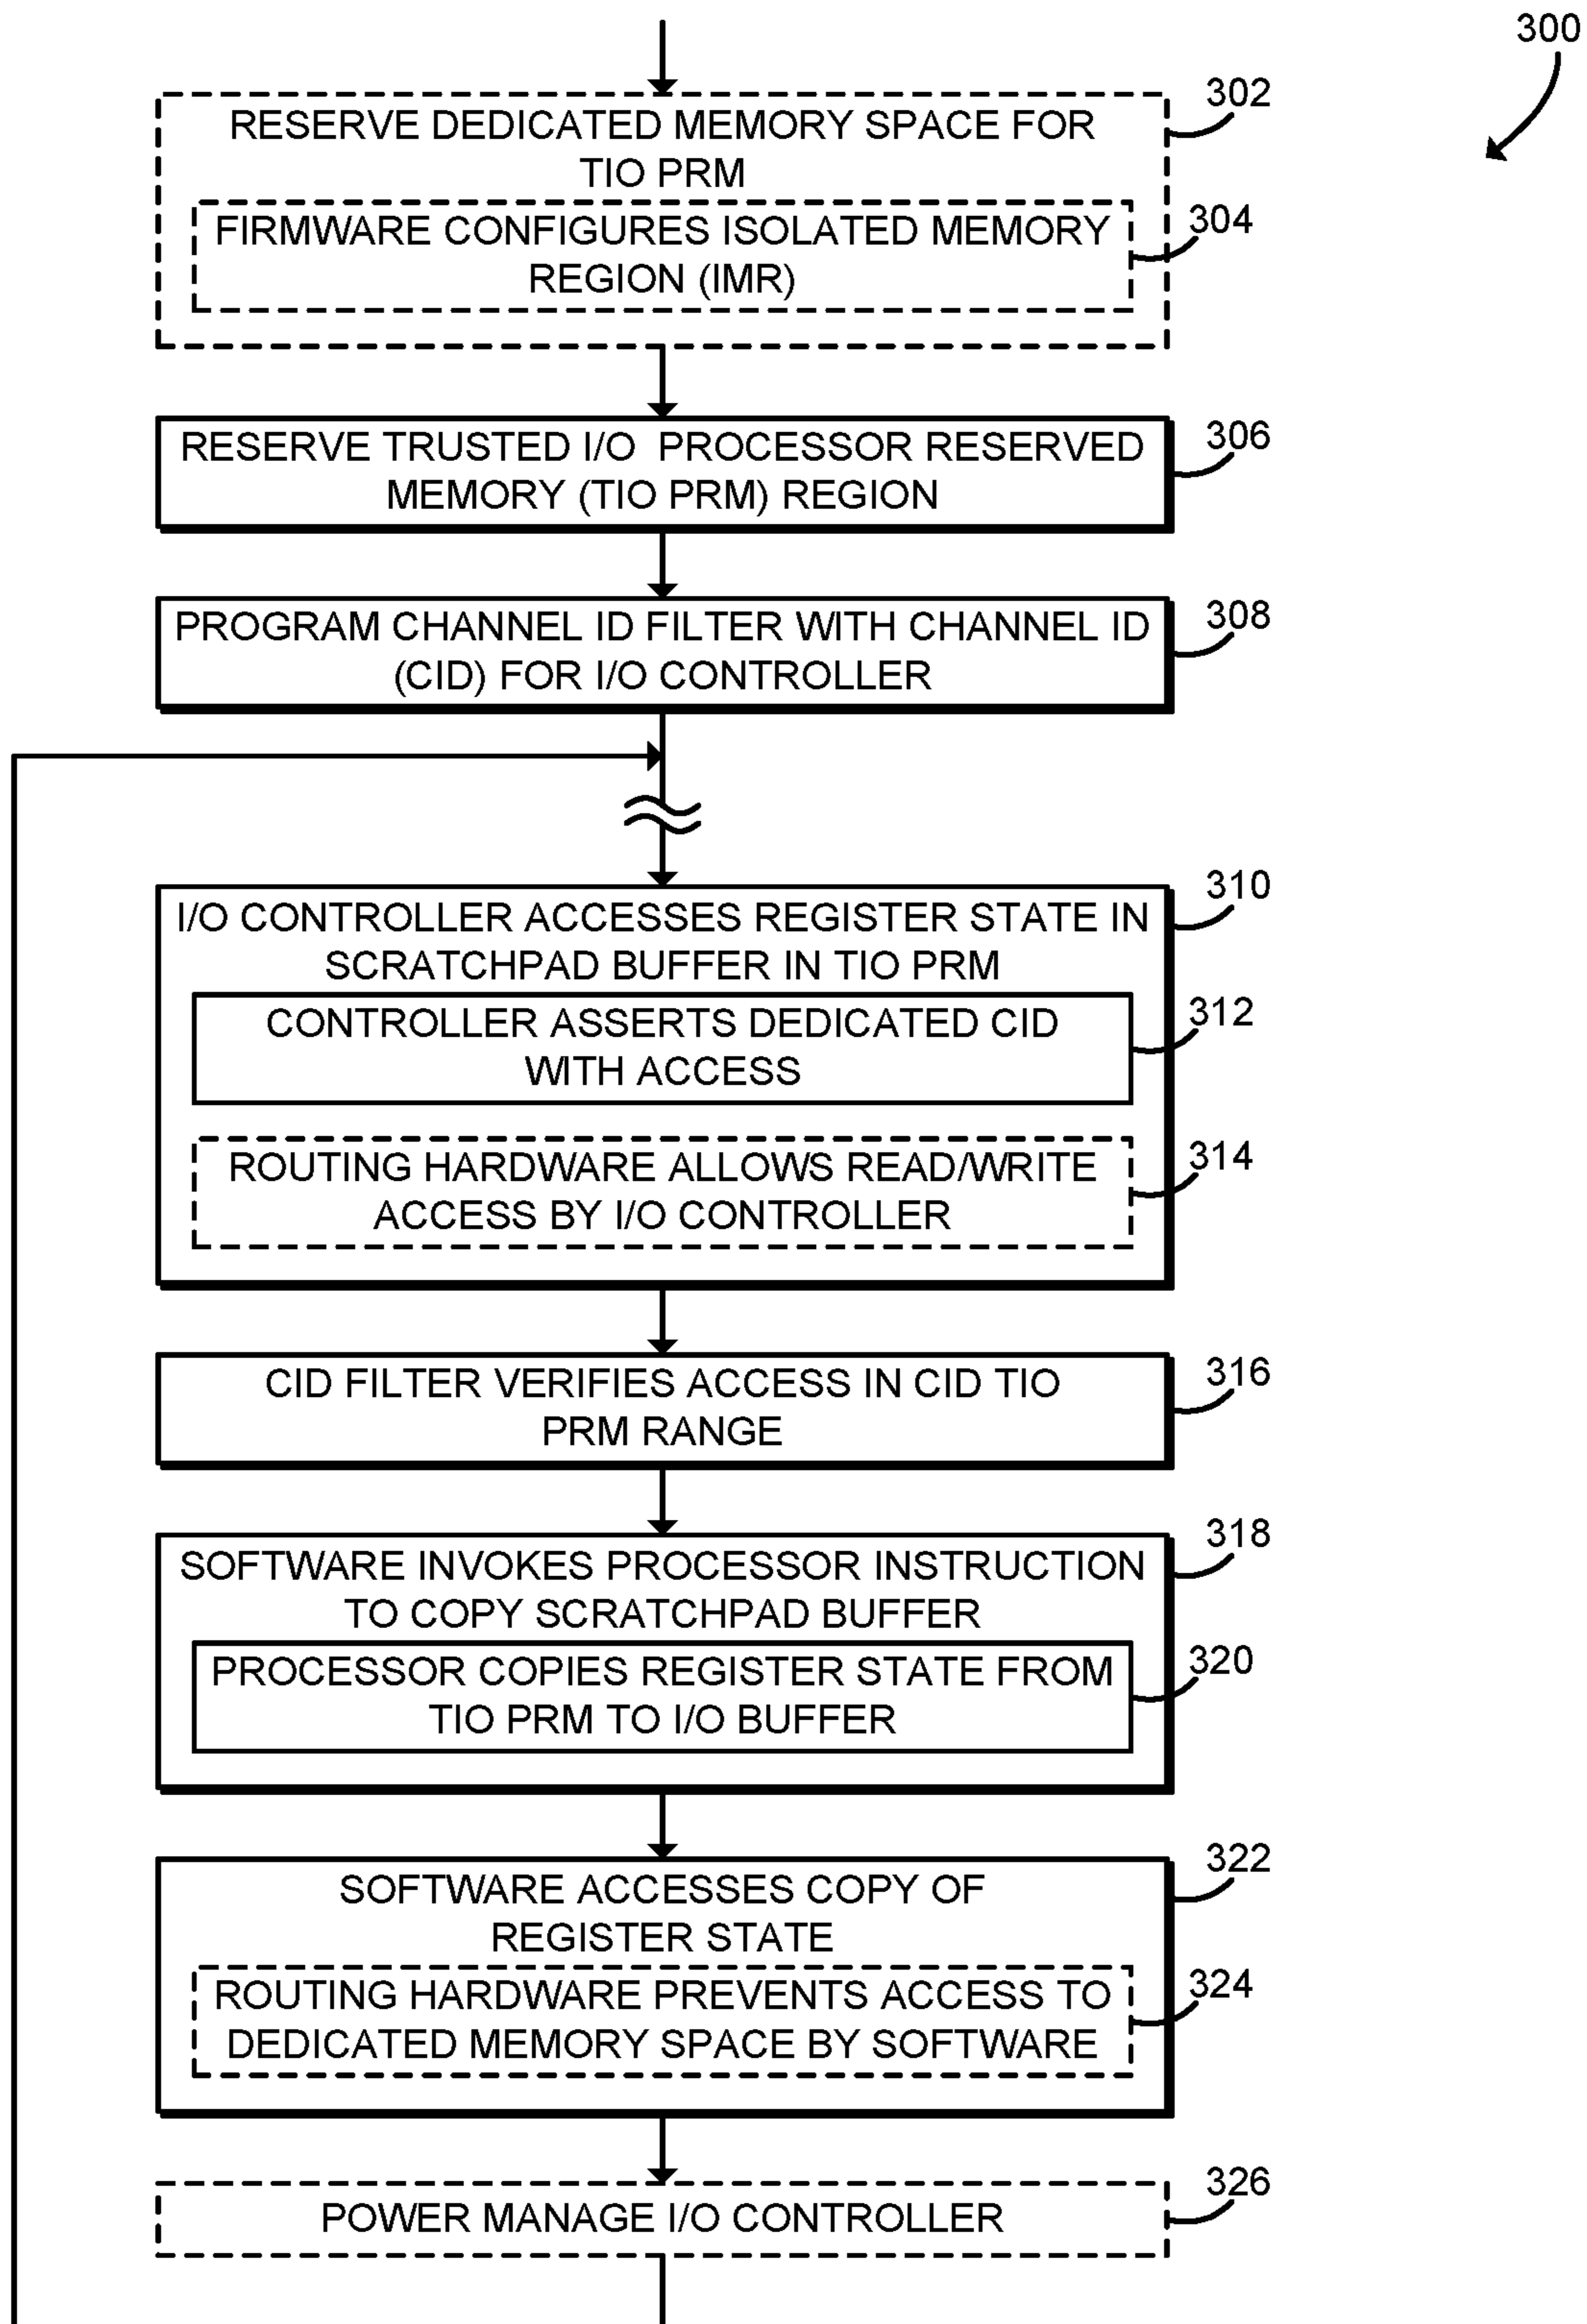 300
302
RESERVE DEDICATED MEMORY SPACE FOR
TIO PRM
304
FIRMWARE CONFIGURES ISOLATED MEMORY
REGION (IMR)
306
RESERVE TRUSTED I/O PROCESSOR RESERVED
MEMORY (TIO PRM) REGION
308
PROGRAM CHANNEL ID FILTER WITH CHANNEL ID
(CID) FOR I/O CONTROLLER
310
I/O CONTROLLER ACCESSES REGISTER STATE IN
SCRATCHPAD BUFFER IN TIO PRM
312
CONTROLLER ASSERTS DEDICATED CID
WITH ACCESS
314
ROUTING HARDWARE ALLOWS READ/WRITE
ACCESS BY I/O CONTROLLER
316
CID FILTER VERIFIES ACCESS IN CID TIO
PRM RANGE
318
SOFTWARE INVOKES PROCESSOR INSTRUCTION
TO COPY SCRATCHPAD BUFFER
320
PROCESSOR COPIES REGISTER STATE FROM
TIO PRM TO I/O BUFFER
322
SOFTWARE ACCESSES COPY OF
REGISTER STATE
324
ROUTING HARDWARE PREVENTS ACCESS TO
DEDICATED MEMORY SPACE BY SOFTWARE
326
POWER MANAGE I/O CONTROLLER